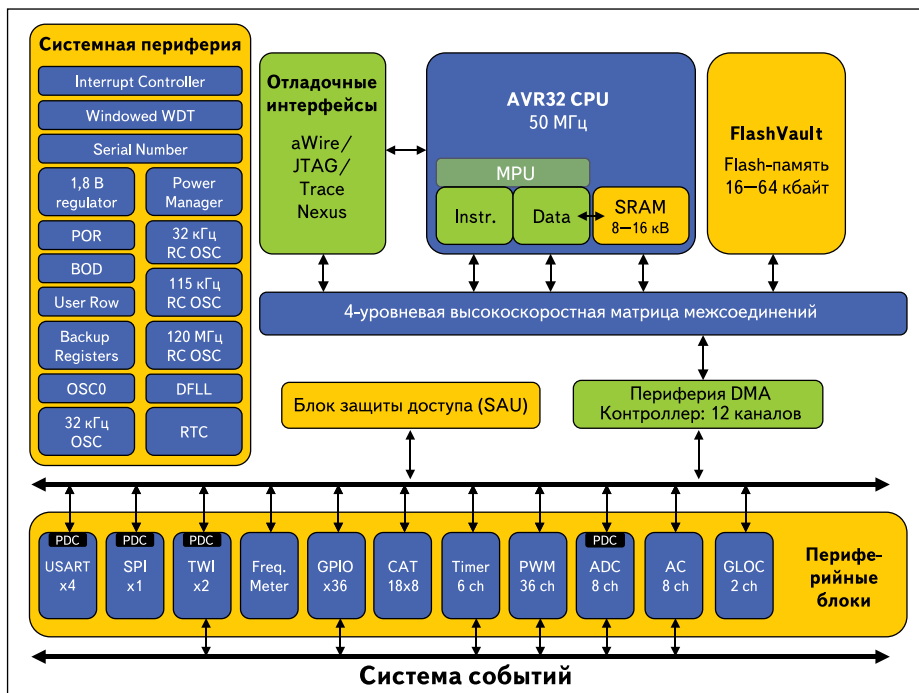 Системная периферия
Interrupt Controller
Windowed WDT
Serial Number
1,8 В
regulator
Power
Manager
POR
32 кГц
RC OSC
BOD
115 кГц
RC OSC
User Row
Backup
Registers
120 МГц
RC OSC
OSC0
DFLL
32 кГц
OSC
RTC
Отладочные
интерфейсы
aWire/
JTAG/
Trace
Nexus
AVR32 CPU
50 МГц
MPU
Instr.
Data
SRAM
8—16 кВ
FlashVault
Flash-память
16—64 кбайт
4-уровневая высокоскоростная матрица межсоединений
Блок защиты доступа (SAU)
Периферия DMA
Контроллер: 12 каналов
PDC
USART
x4
PDC
SPI
x1
PDC
TWI
x2
Freq.
Meter
GPIO
x36
CAT
18x8
Timer
6 ch
PWM
36 ch
PDC
ADC
8 ch
AC
8 ch
GLOC
2 ch
Перифе-
рийные
блоки
Система событий